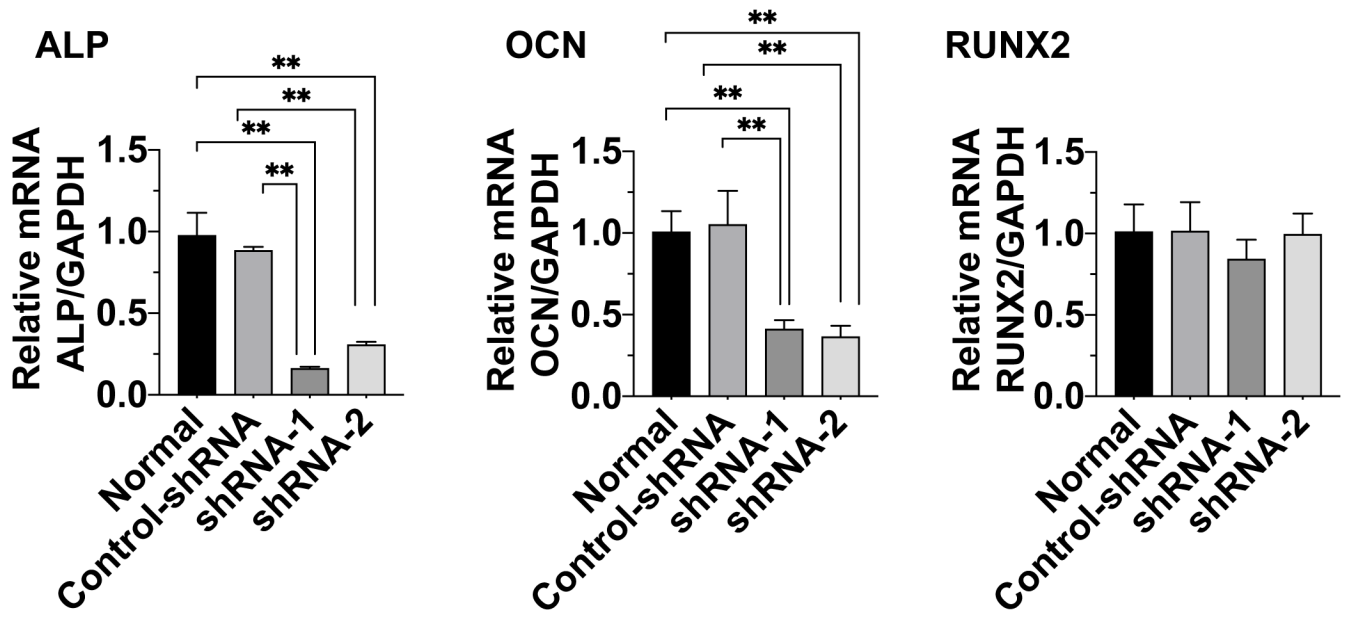 ALP
**
**
**
**
Relative mRNA
ALP/GAPDH
1.5
1.0
0.5
0.0
Normal
Control-shRNA
shRNA-1
shRNA-2
OCN
**
**
**
**
Relative mRNA
OCN/GAPDH
1.5
1.0
0.5
0.0
Normal
Control-shRNA
shRNA-1
shRNA-2
RUNX2
Relative mRNA
RUNX2/GAPDH
1.5
1.0
0.5
0.0
Normal
Control-shRNA
shRNA-1
shRNA-2